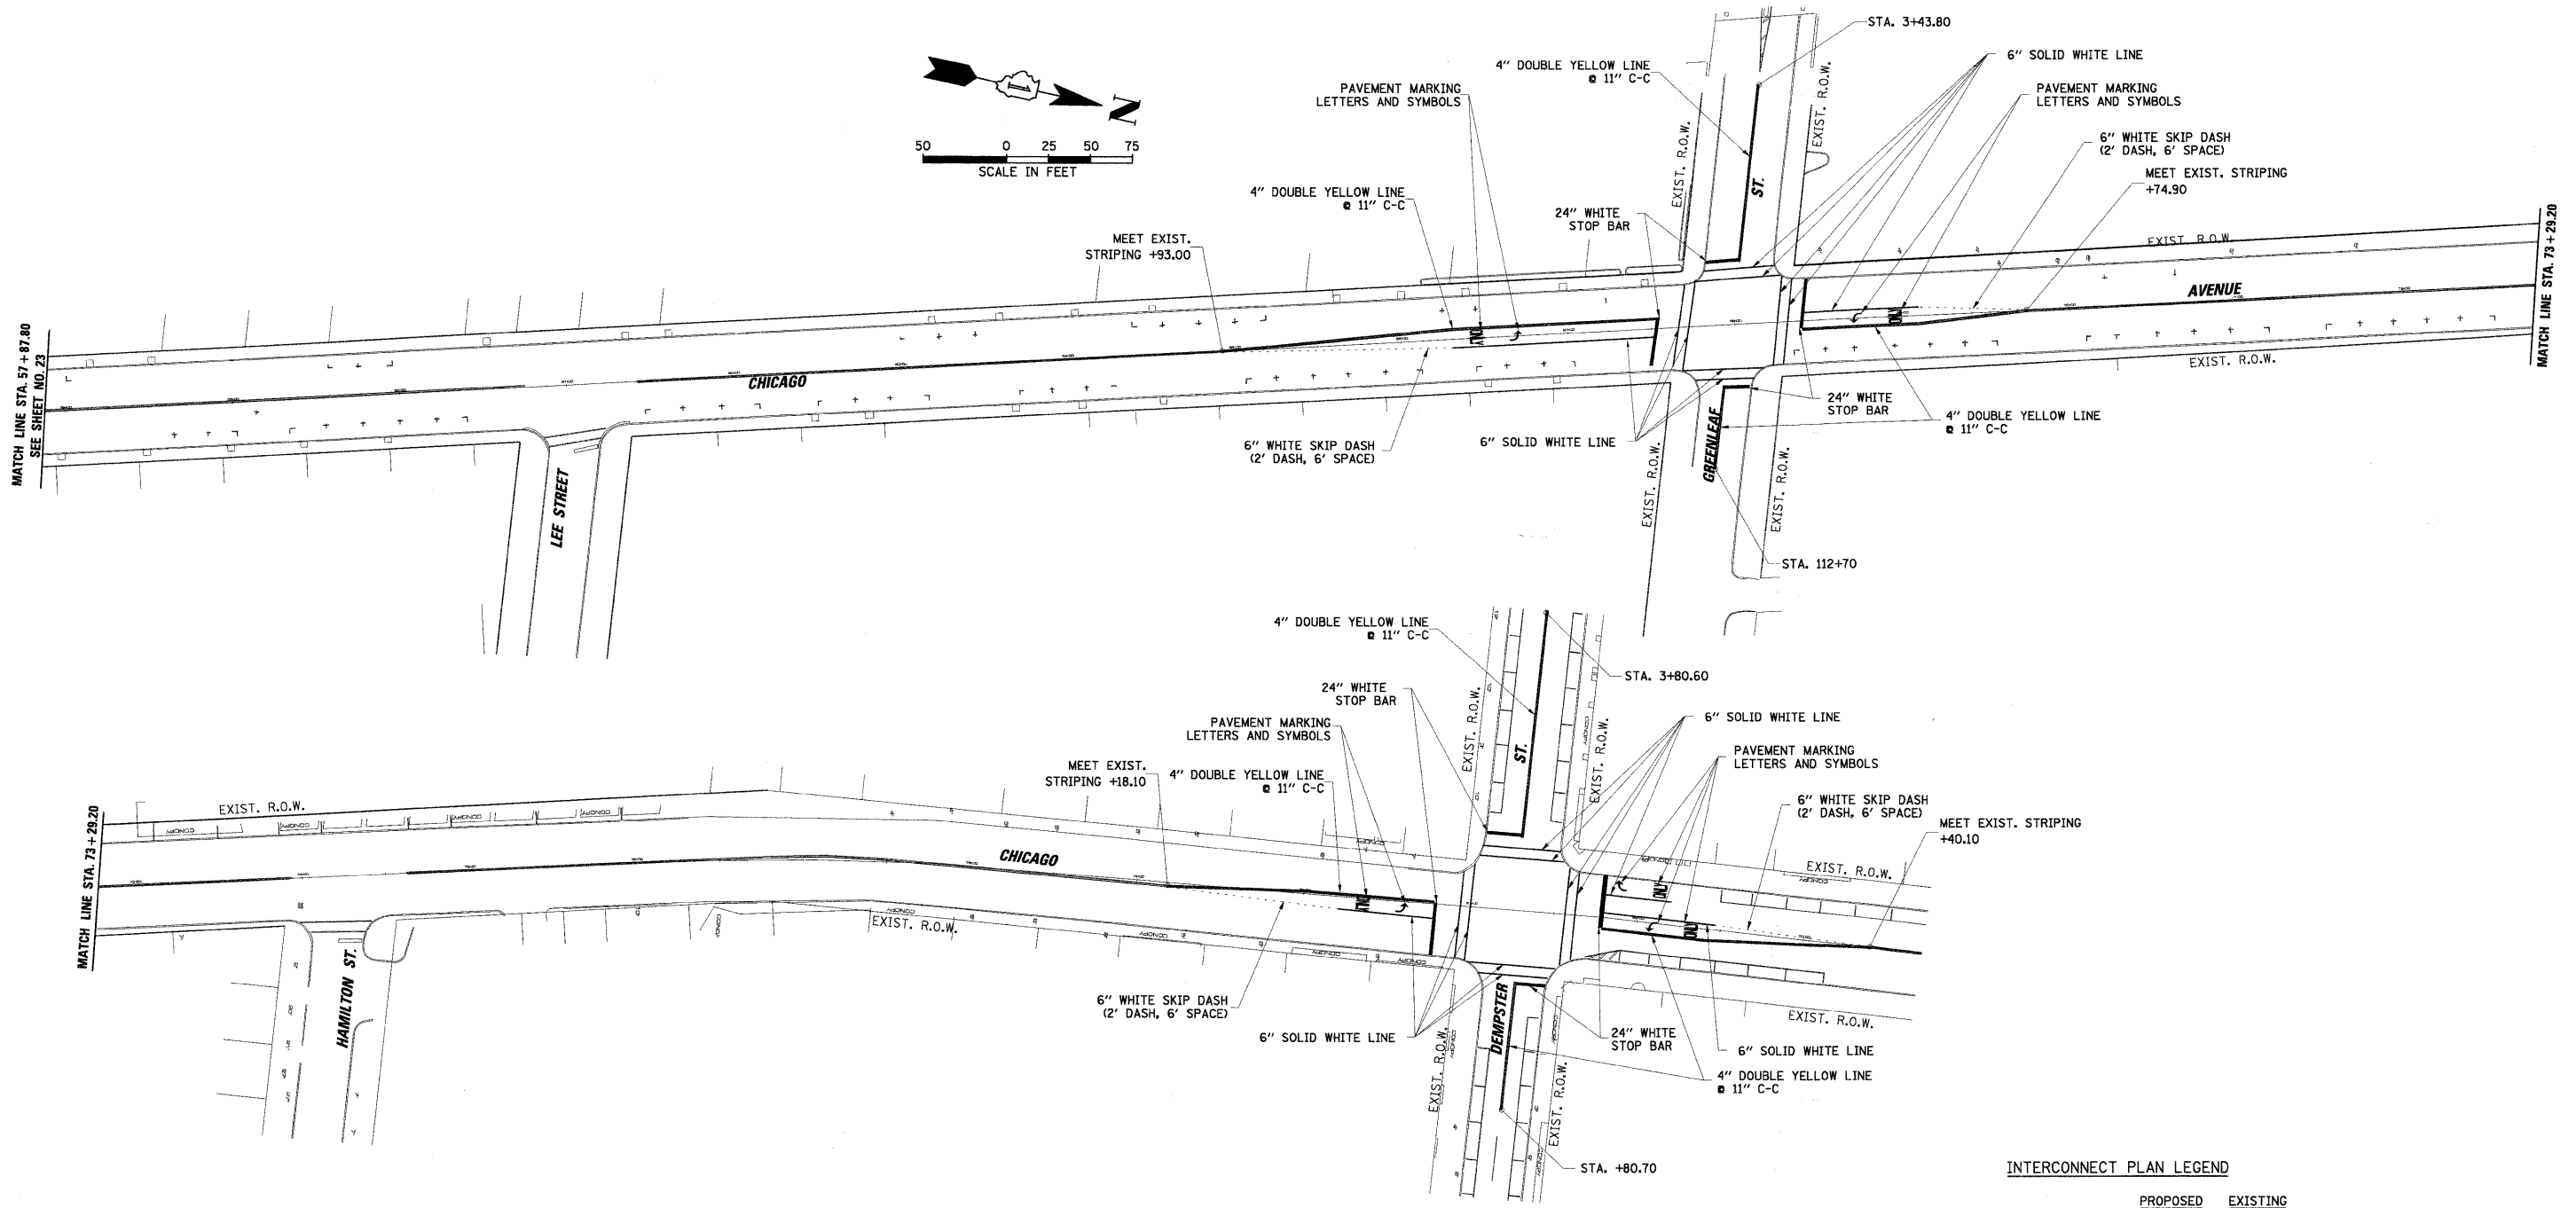 STA. 3+43.80
6" SOLID WHITE LINE
4" DOUBLE YELLOW LINE
@ 11" C-C
PAVEMENT MARKING
LETTERS AND SYMBOLS
PAVEMENT MARKING
LETTERS AND SYMBOLS
EXIST. R.O.W.
N
50 0 25 50 75
SCALE IN FEET
6" WHITE SKIP DASH
(2' DASH, 6' SPACE)
MEET EXIST. STRIPING
+74.90
4" DOUBLE YELLOW LINE
@ 11" C-C
EXIST. R.O.W.
ST.
24" WHITE
STOP BAR
MEET EXIST.
STRIPING +93.00
EXIST. R.O.W.
MATCH LINE STA. 73+29.20
AVENUE
MATCH LINE STA. 57+87.80
SEE SHEET NO. 23
CHICAGO
ONLY
ONLY
EXIST. R.O.W.
24" WHITE
STOP BAR
4" DOUBLE YELLOW LINE
@ 11" C-C
6" WHITE SKIP DASH
(2' DASH, 6' SPACE)
6" SOLID WHITE LINE
GREENLEAF
LEE STREET
EXIST. R.O.W.
EXIST. R.O.W.
STA. 112+70
4" DOUBLE YELLOW LINE
@ 11" C-C
STA. 3+80.60
24" WHITE
STOP BAR
EXIST. R.O.W.
PAVEMENT MARKING
LETTERS AND SYMBOLS
6" SOLID WHITE LINE
EXIST. R.O.W.
ST.
PAVEMENT MARKING
LETTERS AND SYMBOLS
MEET EXIST.
STRIPING +18.10
4" DOUBLE YELLOW LINE
@ 11" C-C
6" WHITE SKIP DASH
(2' DASH, 6' SPACE)
MEET EXIST. STRIPING
+40.10
MATCH LINE STA. 73+29.20
EXIST. R.O.W.
CANOPY
CANOPY
CANOPY
CANOPY
CHICAGO
EXIST. R.O.W.
ONLY
ONLY
ONLY
EXIST. R.O.W.
HAMILTON ST.
6" WHITE SKIP DASH
(2' DASH, 6' SPACE)
6" SOLID WHITE LINE
DEMPSTER
EXIST. R.O.W.
24" WHITE
STOP BAR
6" SOLID WHITE LINE
4" DOUBLE YELLOW LINE
@ 11" C-C
EXIST. R.O.W.
EXIST. R.O.W.
STA. +80.70
INTERCONNECT PLAN LEGEND
PROPOSED EXISTING